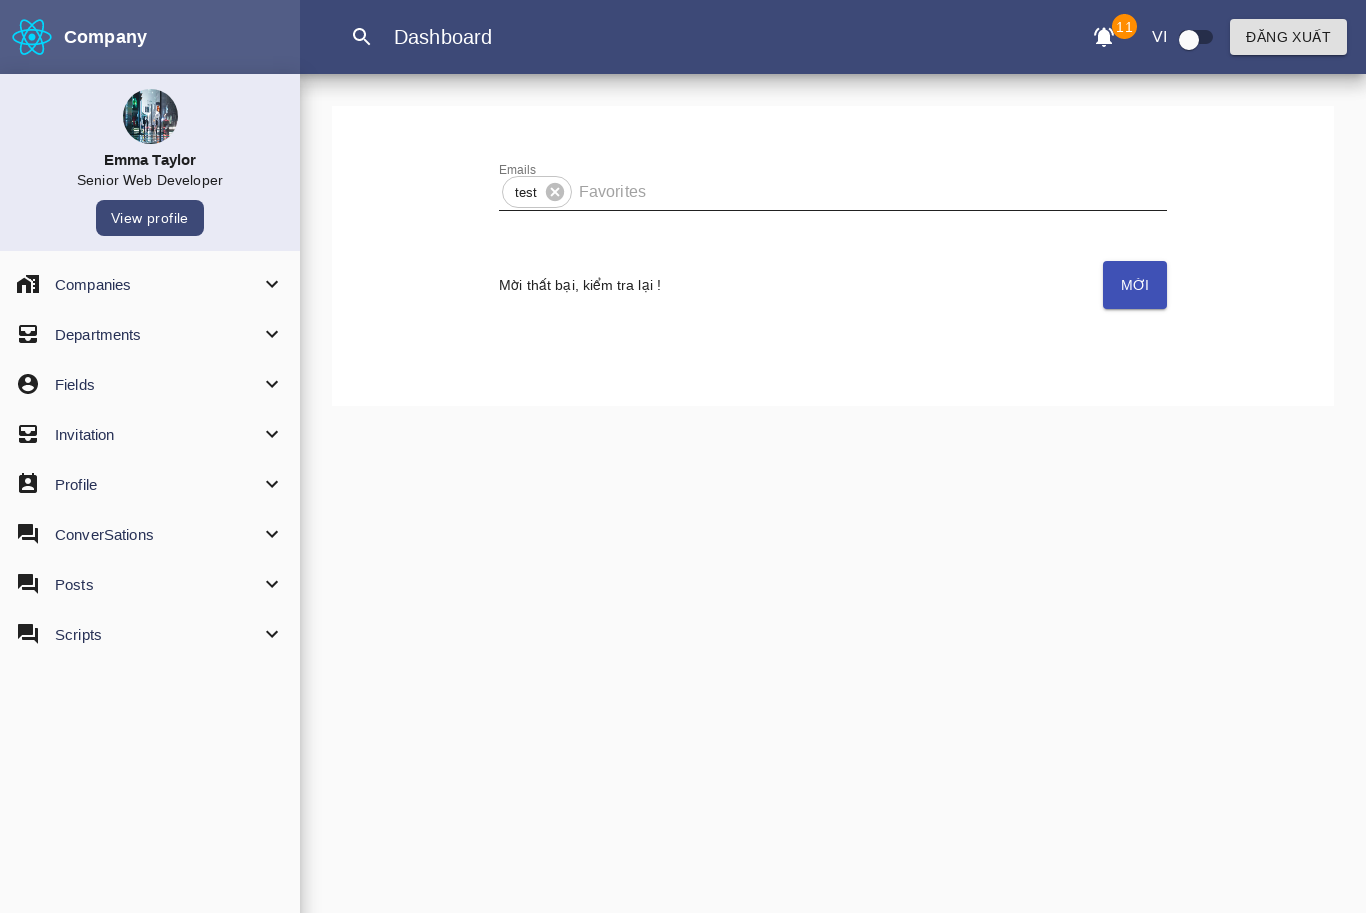 Company
Dashboard
11
VI
ĐĂNG XUẤT
Emma Taylor
Senior Web Developer
View profile
Companies
Departments
Fields
Invitation
Profile
ConverSations
Posts
Scripts
Emails
test
Favorites
Mời thất bại, kiểm tra lại !
MỜI